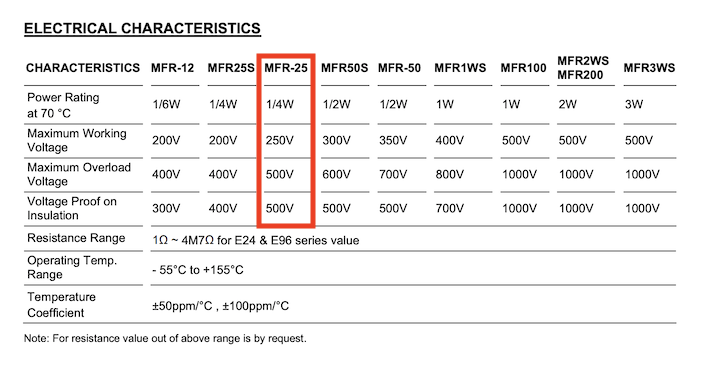 ELECTRICAL CHARACTERISTICS
CHARACTERISTICS MFR-12 MFR25S MFR-25 MFR50S MFR-50 MFR1WS MFR100 MFR2WS MFR200 MFR3WS
Power Rating at 70 °C 1/6W 1/4W 1/4W 1/2W 1/2W 1W 1W 2W 3W
Maximum Working Voltage 200V 200V 250V 300V 350V 400V 500V 500V 500V
Maximum Overload Voltage 400V 400V 500V 600V 700V 800V 1000V 1000V 1000V
Voltage Proof on Insulation 300V 400V 500V 500V 500V 700V 1000V 1000V 1000V
Resistance Range 1Ω ~ 4M7Ω for E24 & E96 series value
Operating Temp. Range - 55°C to +155°C
Temperature Coefficient ±50ppm/°C , ±100ppm/°C
Note: For resistance value out of above range is by request.